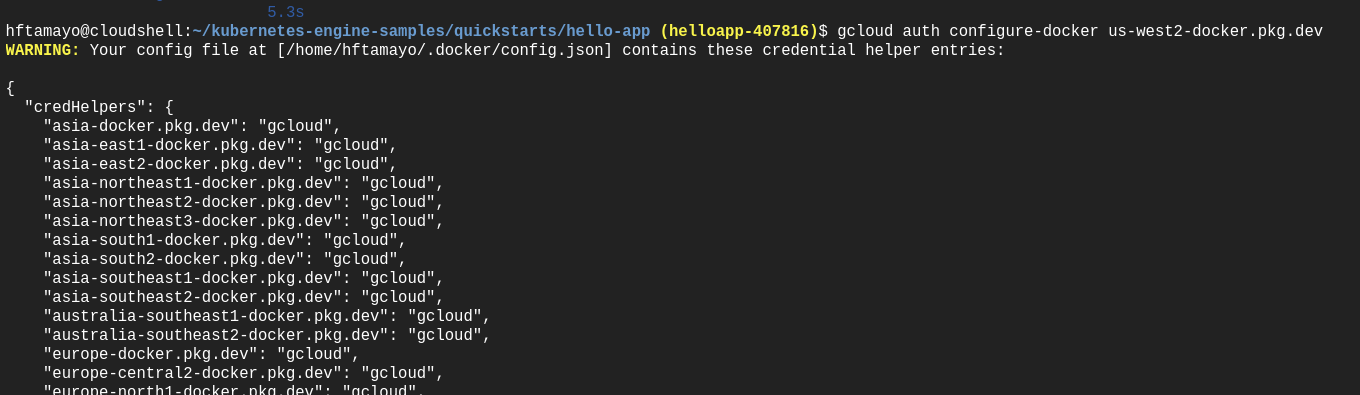 5.3s
hftamayo@cloudshell:~/kubernetes-engine-samples/quickstarts/hello-app (helloapp-407816)$ gcloud auth configure-docker us-west2-docker.pkg.dev
WARNING: Your config file at [/home/hftamayo/.docker/config.json] contains these credential helper entries:
{
  "credHelpers": {
    "asia-docker.pkg.dev": "gcloud",
    "asia-east1-docker.pkg.dev": "gcloud",
    "asia-east2-docker.pkg.dev": "gcloud",
    "asia-northeast1-docker.pkg.dev": "gcloud",
    "asia-northeast2-docker.pkg.dev": "gcloud",
    "asia-northeast3-docker.pkg.dev": "gcloud",
    "asia-south1-docker.pkg.dev": "gcloud",
    "asia-south2-docker.pkg.dev": "gcloud",
    "asia-southeast1-docker.pkg.dev": "gcloud",
    "asia-southeast2-docker.pkg.dev": "gcloud",
    "australia-southeast1-docker.pkg.dev": "gcloud",
    "australia-southeast2-docker.pkg.dev": "gcloud",
    "europe-docker.pkg.dev": "gcloud",
    "europe-central2-docker.pkg.dev": "gcloud",
    "europe-north1-docker.pkg.dev": "gcloud",